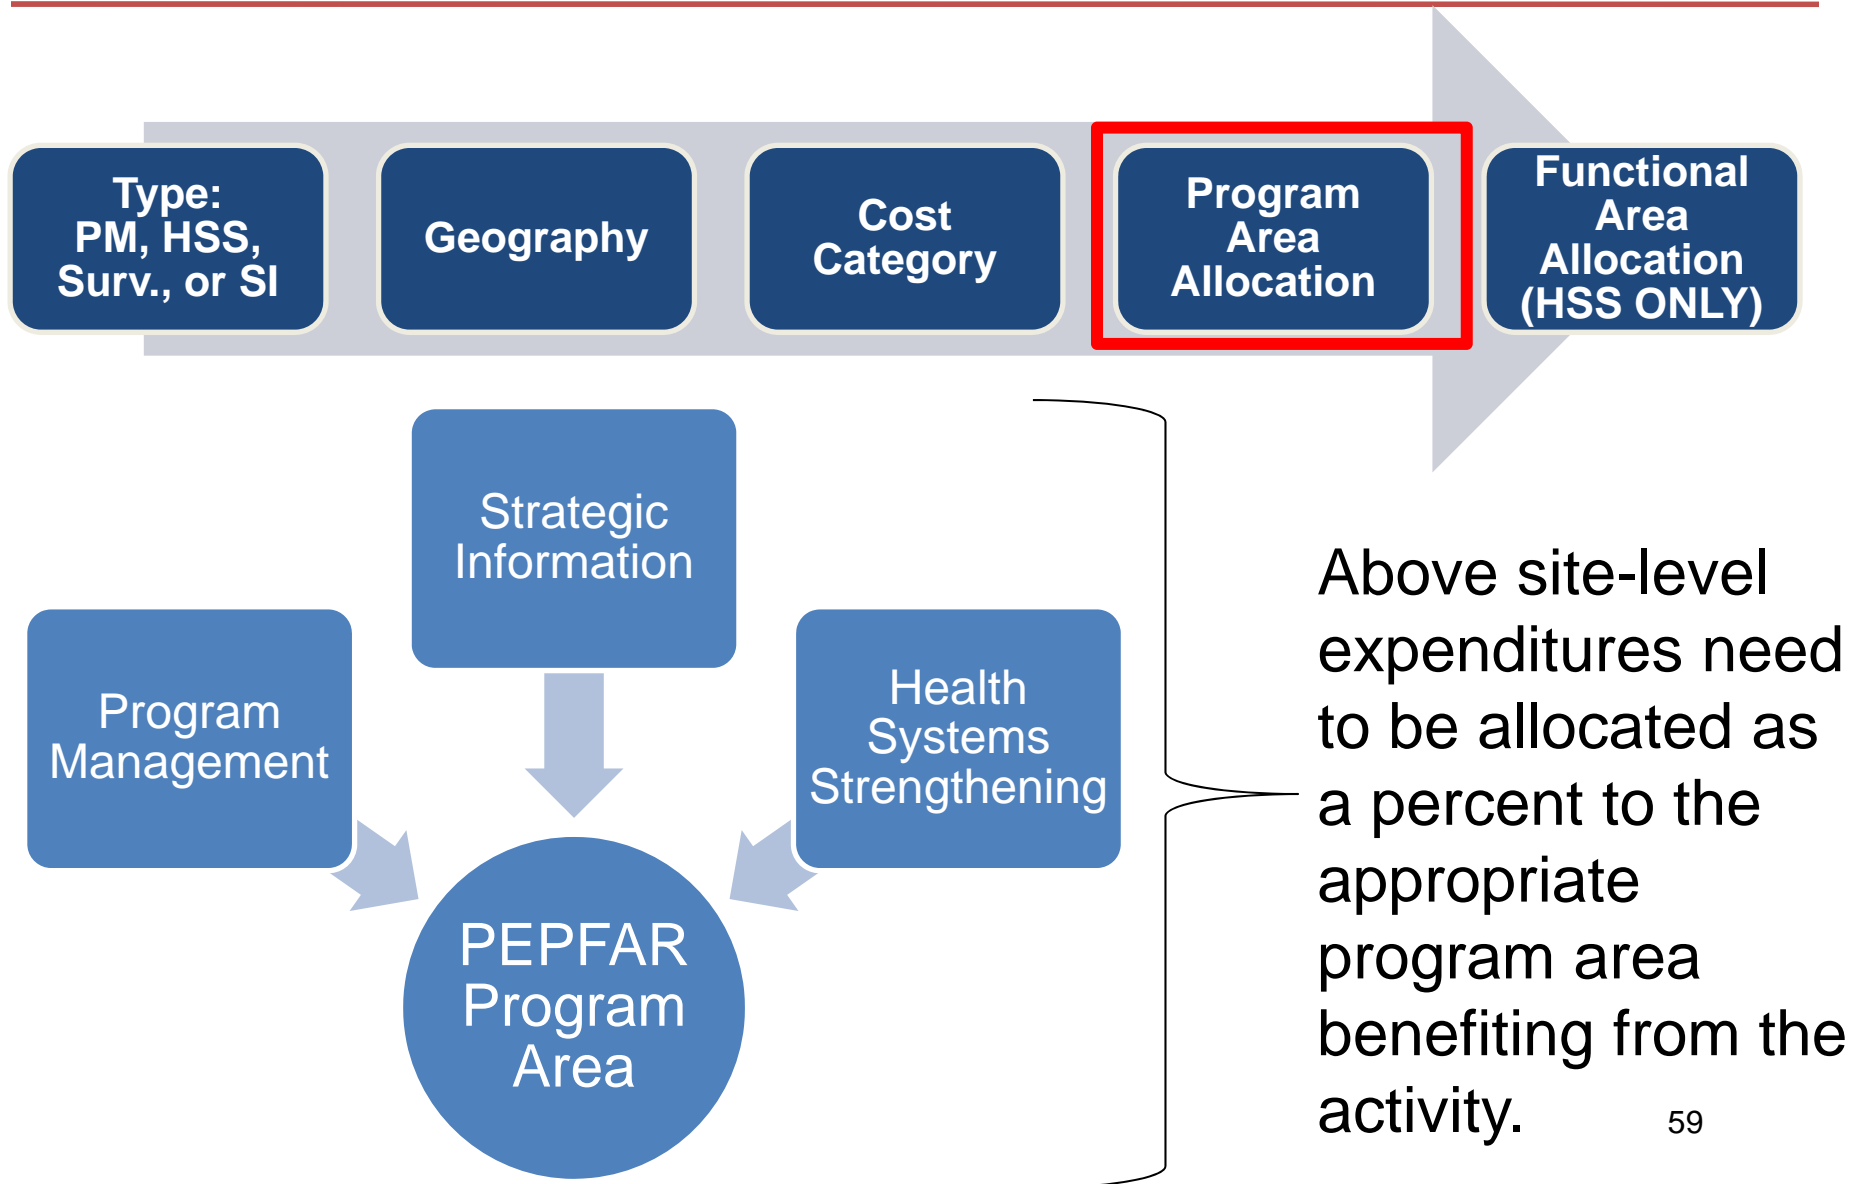 Type:
PM, HSS,
Surv., or SI
Geography
Cost
Category
Program
Area
Allocation
Functional
Area
Allocation
(HSS ONLY)
Strategic
Information
Program
Management
Health
Systems
Strengthening
PEPFAR
Program
Area
Above site-level
expenditures need
to be allocated as
a percent to the
appropriate
program area
benefiting from the
activity.
59